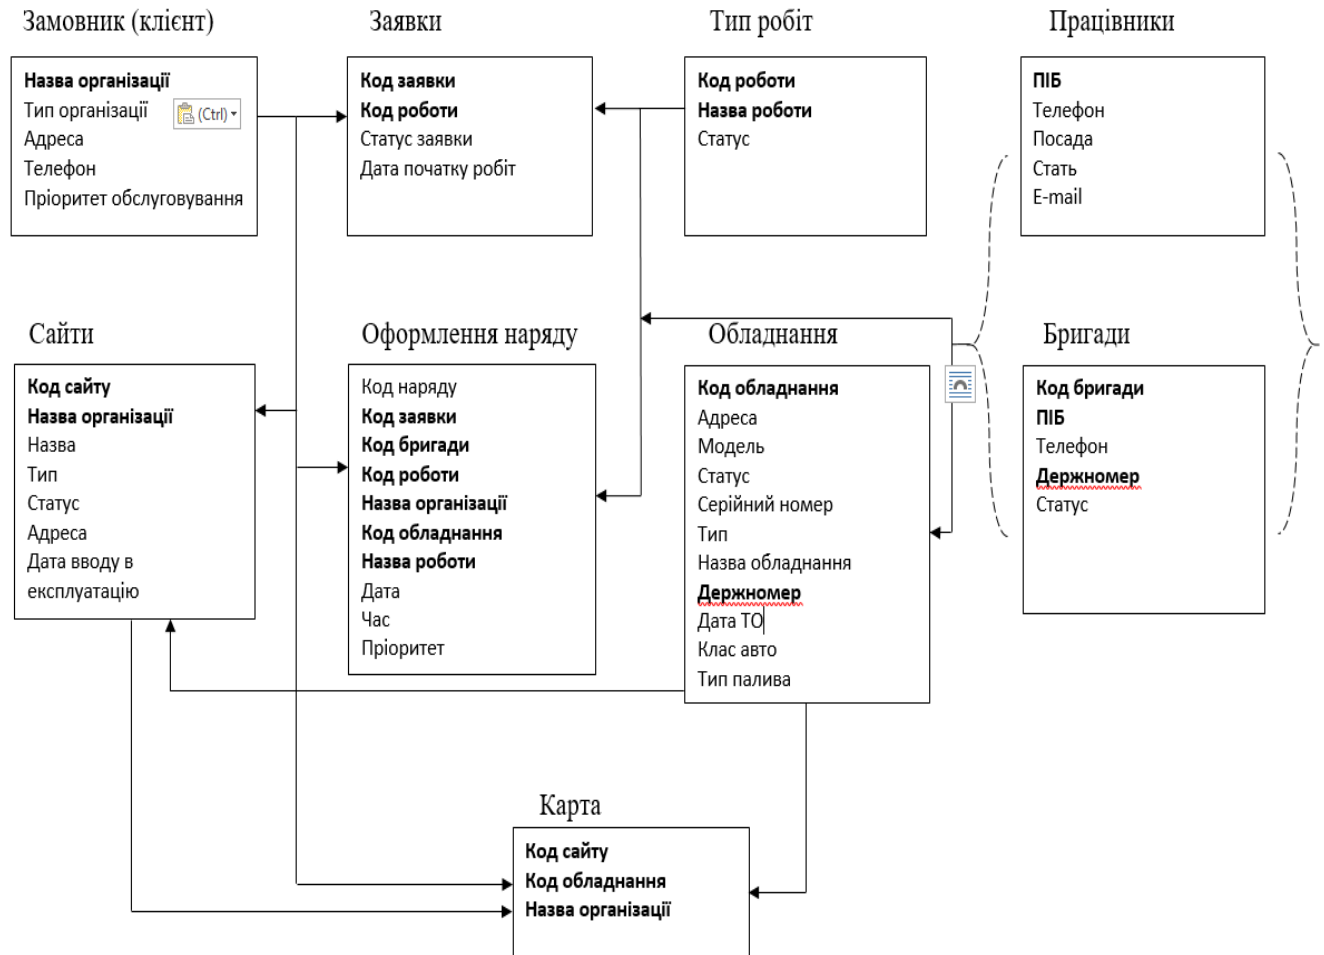 Замовник (клієнт)
Назва організації
Тип організації
(Ctrl)
Адреса
Телефон
Пріоритет обслуговування
Заявки
Код заявки
Код роботи
Статус заявки
Дата початку робіт
Тип робіт
Код роботи
Назва роботи
Статус
Працівники
ПІБ
Телефон
Посада
Стать
E-mail
Сайти
Код сайту
Назва організації
Назва
Тип
Статус
Адреса
Дата вводу в
експлуатацію
Оформлення наряду
Код наряду
Код заявки
Код бригади
Код роботи
Назва організації
Код обладнання
Назва роботи
Дата
Час
Пріоритет
Обладнання
Код обладнання
Адреса
Модель
Статус
Серійний номер
Тип
Назва обладнання
Держномер
Дата ТО
Клас авто
Тип палива
Бригади
Код бригади
ПІБ
Телефон
Держномер
Статус
Карта
Код сайту
Код обладнання
Назва організації